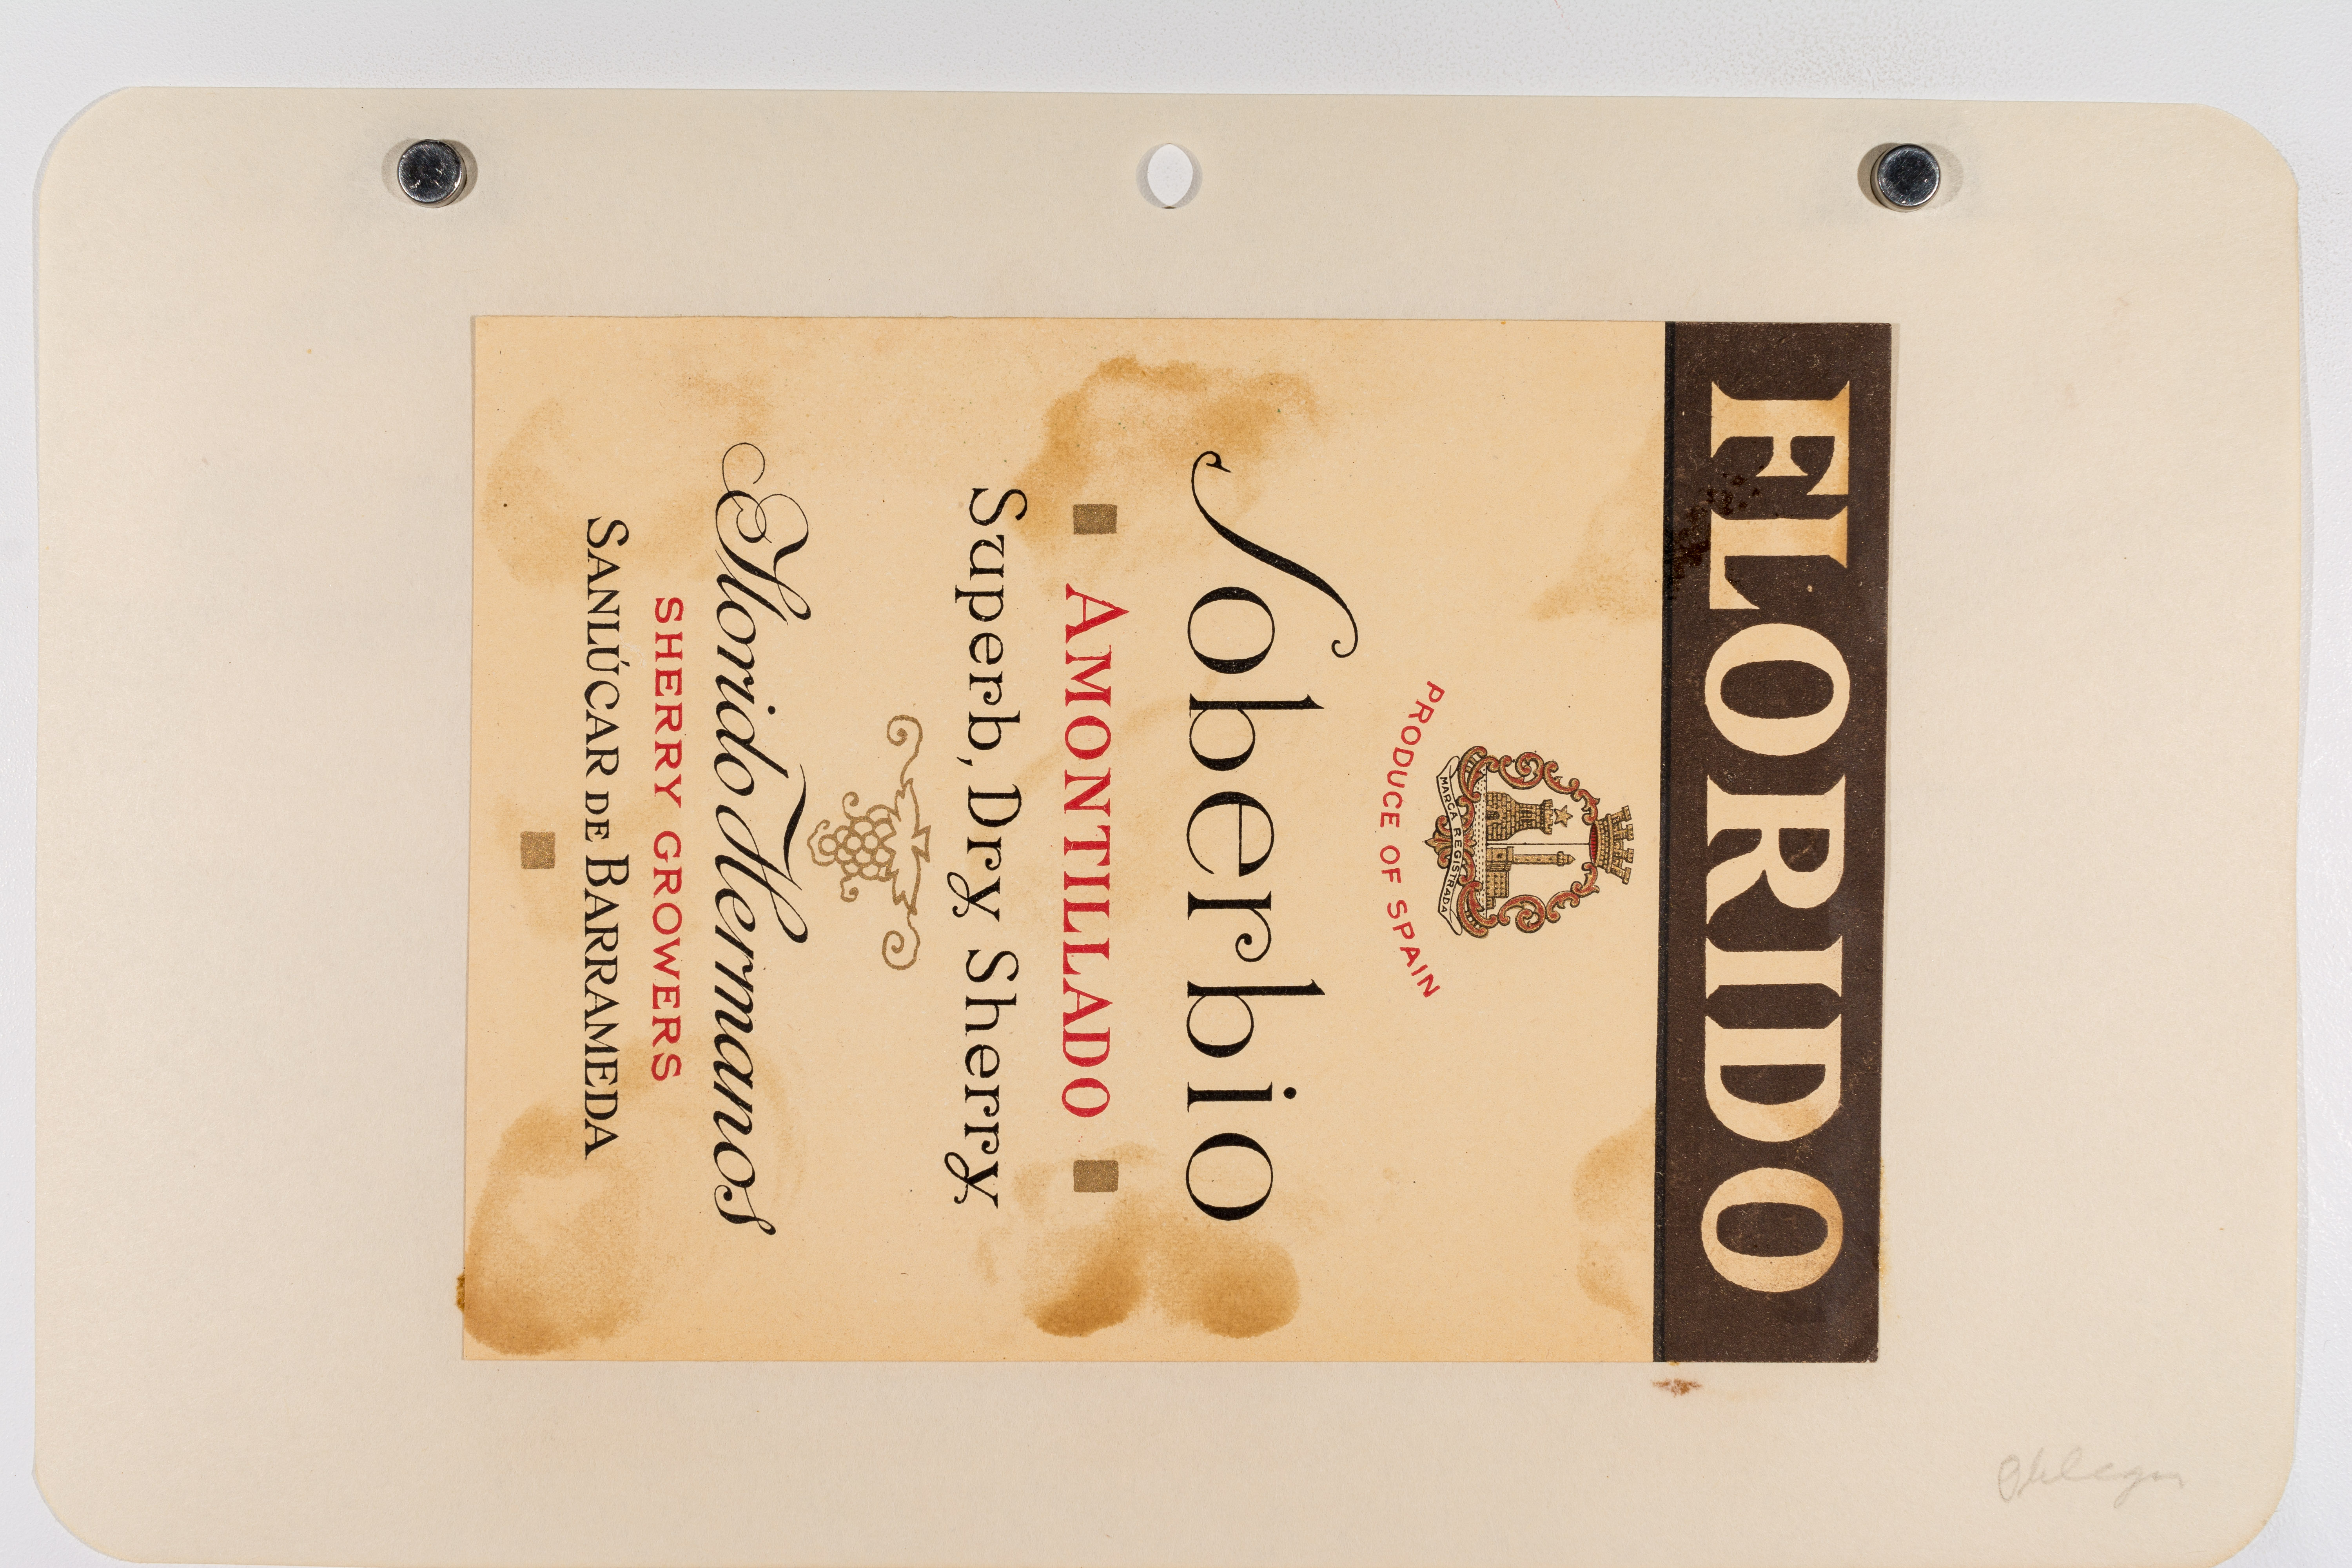 FLORIDO
MARCA REGISTRADA
PRODUCE OF SPAIN
Soberbio
AMONTILLADO
Superb, Dry Sherry
Florido Hermanos
SHERRY GROWERS
SANLÚCAR DE BARRAMEDA